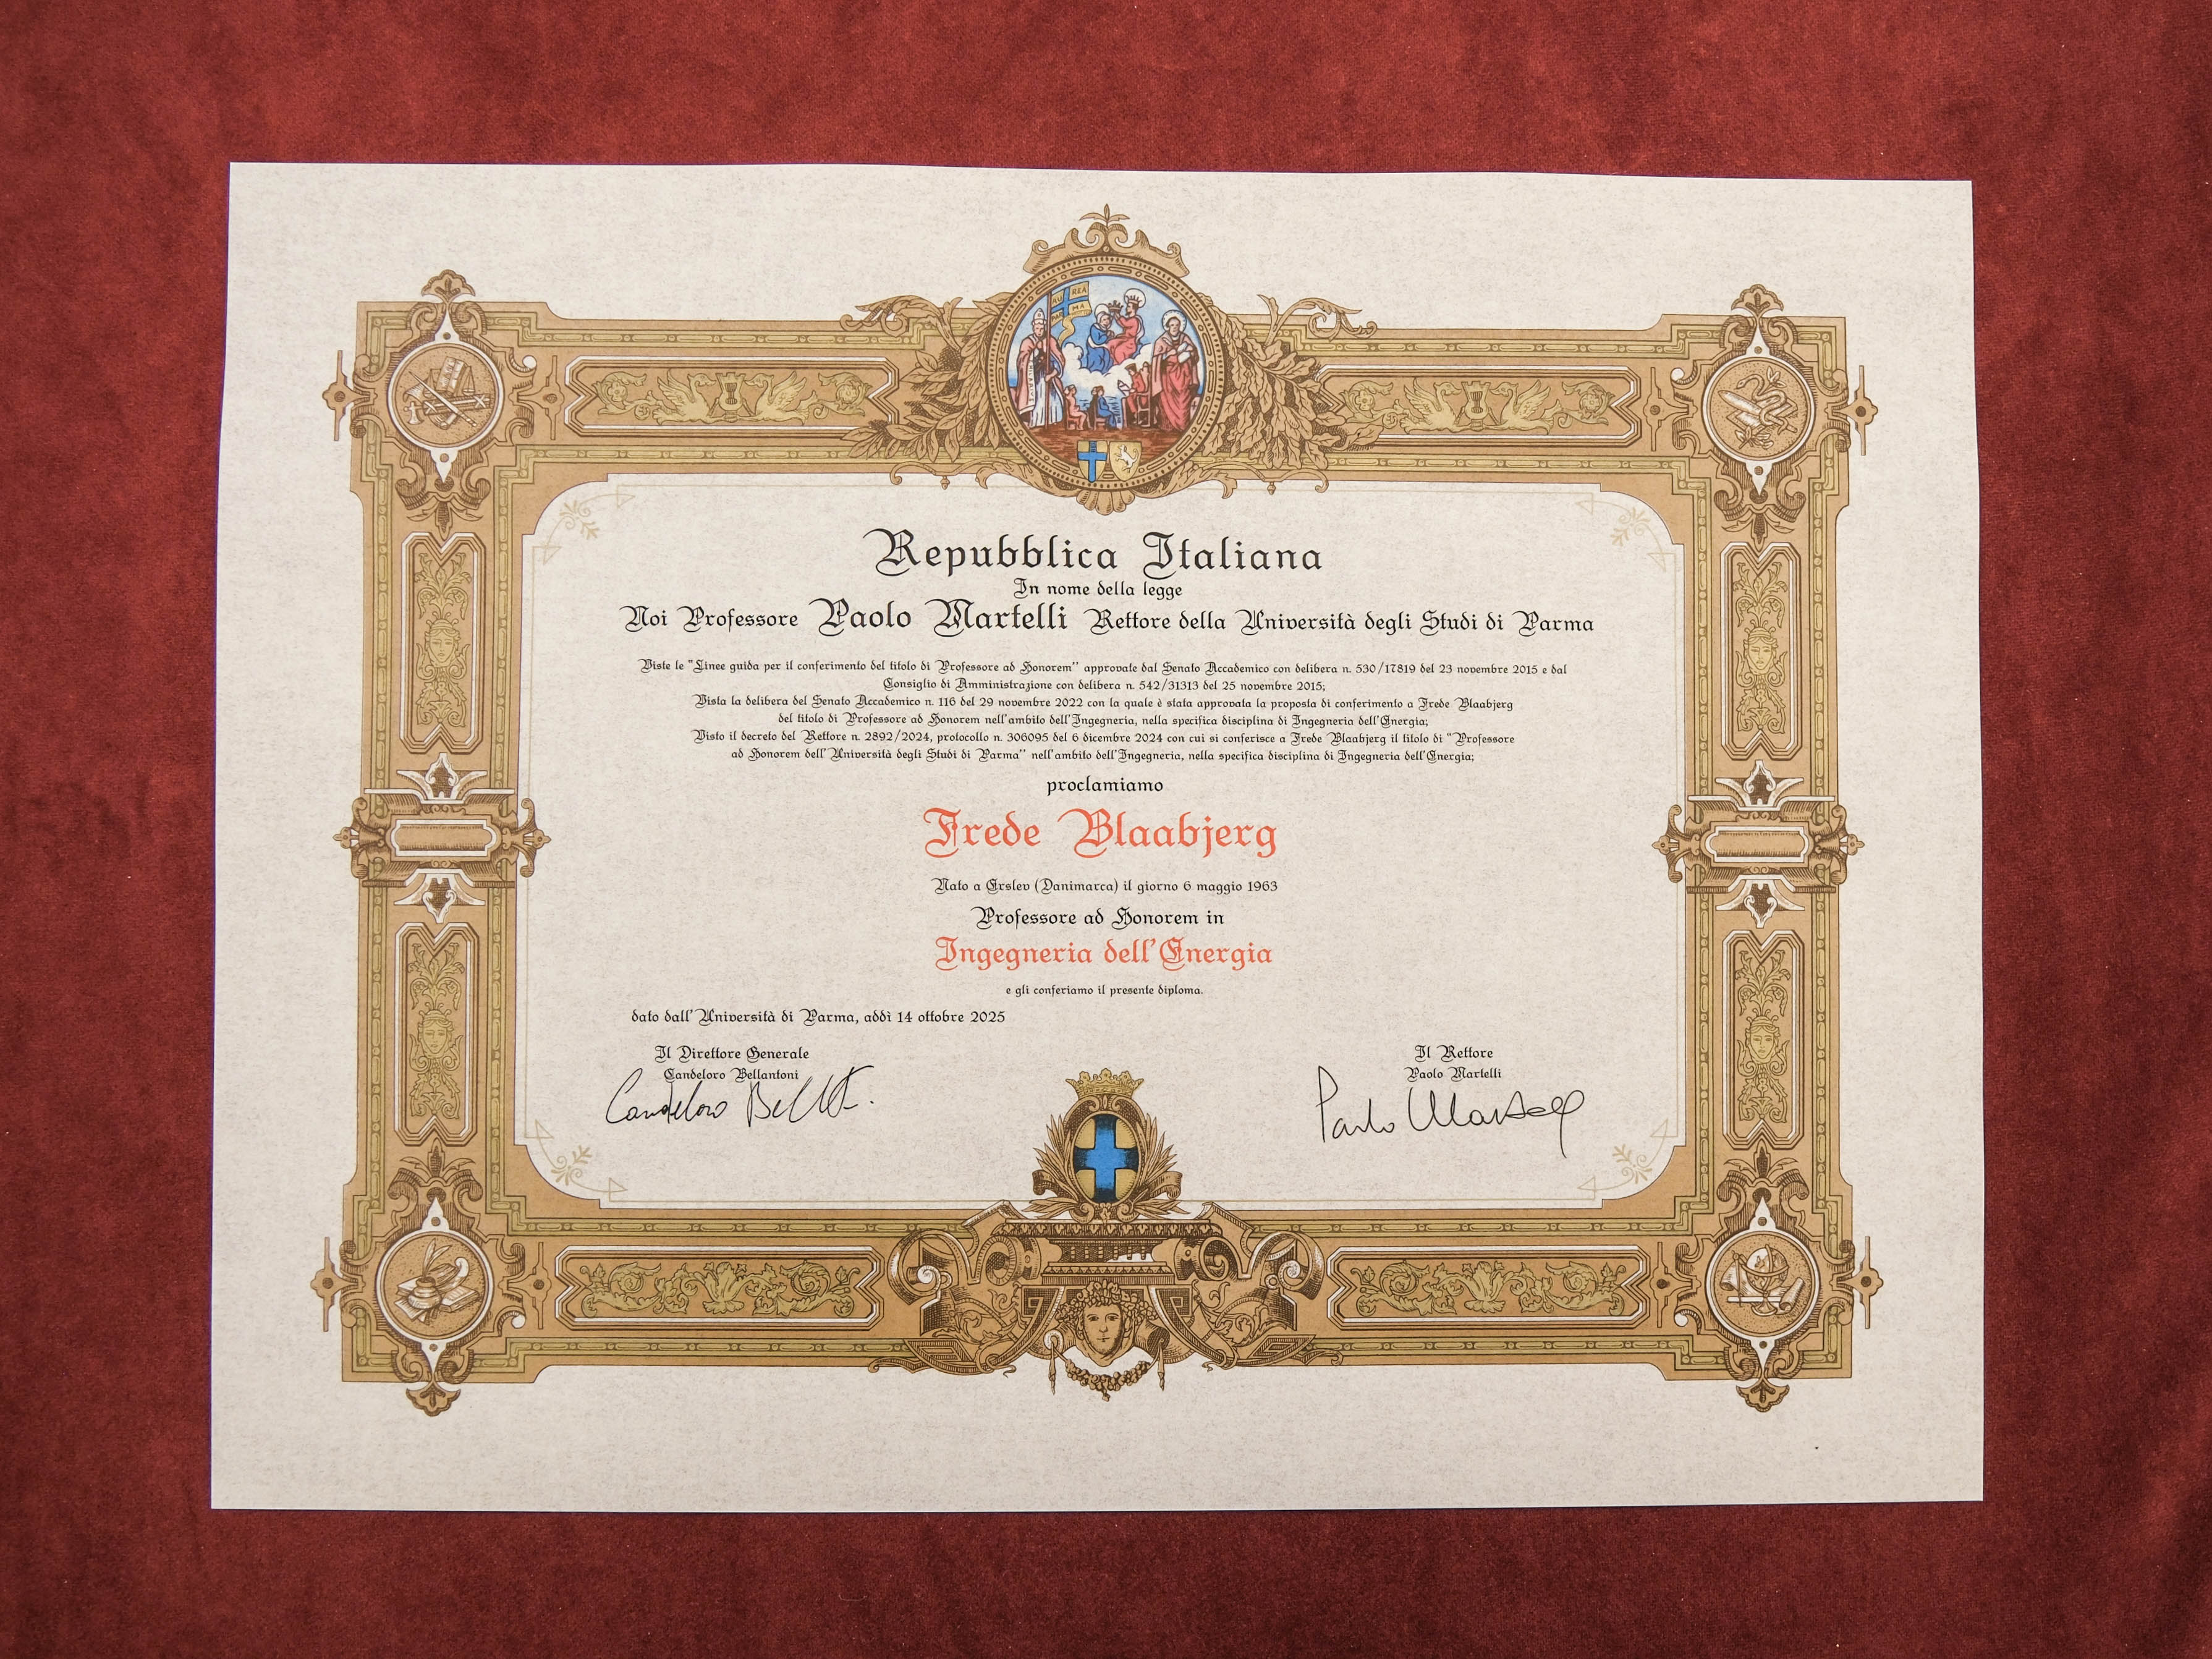 AU REA
PAR MA
Repubblica Italiana
In nome della legge
Noi Professore Paolo Martelli Rettore della Università degli Studi di Parma
Viste le "Linee guida per il conferimento del titolo di Professore ad Honorem" approvate dal Senato Accademico con delibera n. 530/17819 del 23 novembre 2015 e dal
Consiglio di Amministrazione con delibera n. 542/31313 del 25 novembre 2015;
Vista la delibera del Senato Accademico n. 116 del 29 novembre 2022 con la quale è stata approvata la proposta di conferimento a Frede Blaabjerg
del titolo di Professore ad Honorem nell'ambito dell'Ingegneria, nella specifica disciplina di Ingegneria dell'Energia;
Visto il decreto del Rettore n. 2892/2024, protocollo n. 306095 del 6 dicembre 2024 con cui si conferisce a Frede Blaabjerg il titolo di "Professore
ad Honorem dell'Università degli Studi di Parma" nell'ambito dell'Ingegneria, nella specifica disciplina di Ingegneria dell'Energia;
proclamiamo
Frede Blaabjerg
Nato a Erslev (Danimarca) il giorno 6 maggio 1963
Professore ad Honorem in
Ingegneria dell'Energia
e gli conferiamo il presente diploma.
dato dall'Università di Parma, addì 14 ottobre 2025
Il Direttore Generale
Candeloro Bellantoni
Candeloro Bellantoni
Il Rettore
Paolo Martelli
Paolo Martelli